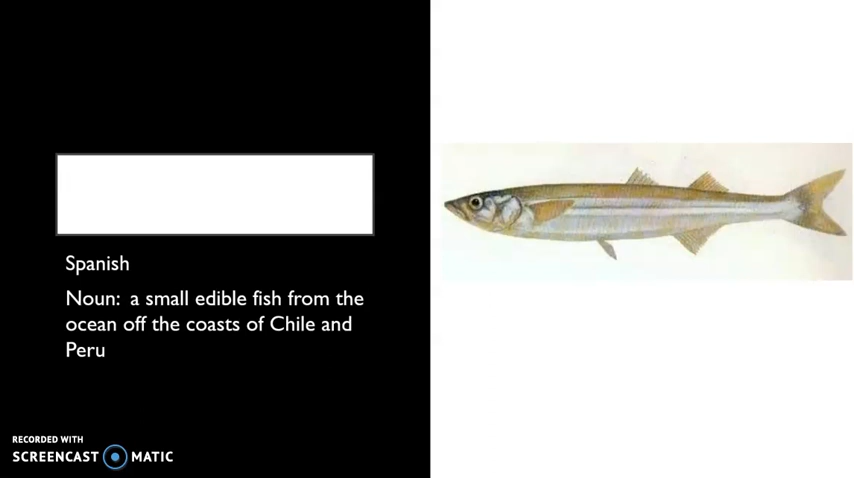 Spanish
Noun: a small edible fish from the
ocean off the coasts of Chile and
Peru
RECORDED WITH
SCREENCAST MATIC